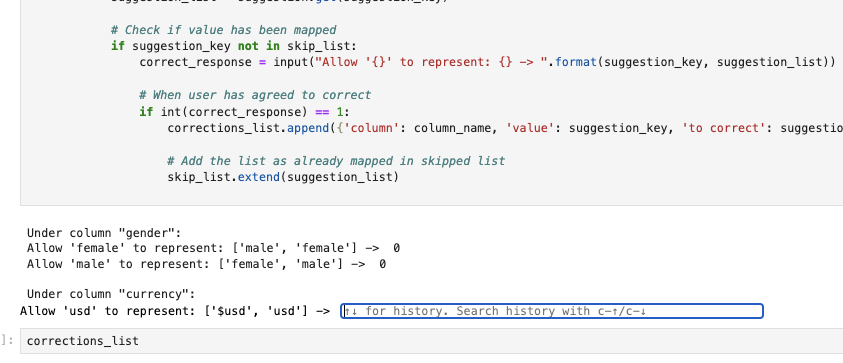 # Check if value has been mapped
if suggestion_key not in skip_list:
correct_response = input("Allow '{}' to represent: {} -> ".format(suggestion_key, suggestion_list))
# When user has agreed to correct
if int(correct_response) == 1:
corrections_list.append({'column': column_name, 'value': suggestion_key, 'to correct': suggestio
# Add the list as already mapped in skipped list
skip_list.extend(suggestion_list)
Under column "gender":
Allow 'female' to represent: ['male', 'female'] -> 0
Allow 'male' to represent: ['female', 'male'] -> 0
Under column "currency":
Allow 'usd' to represent: ['$usd', 'usd'] -> ↑↓ for history. Search history with c-↑/c-↓
]: corrections_list